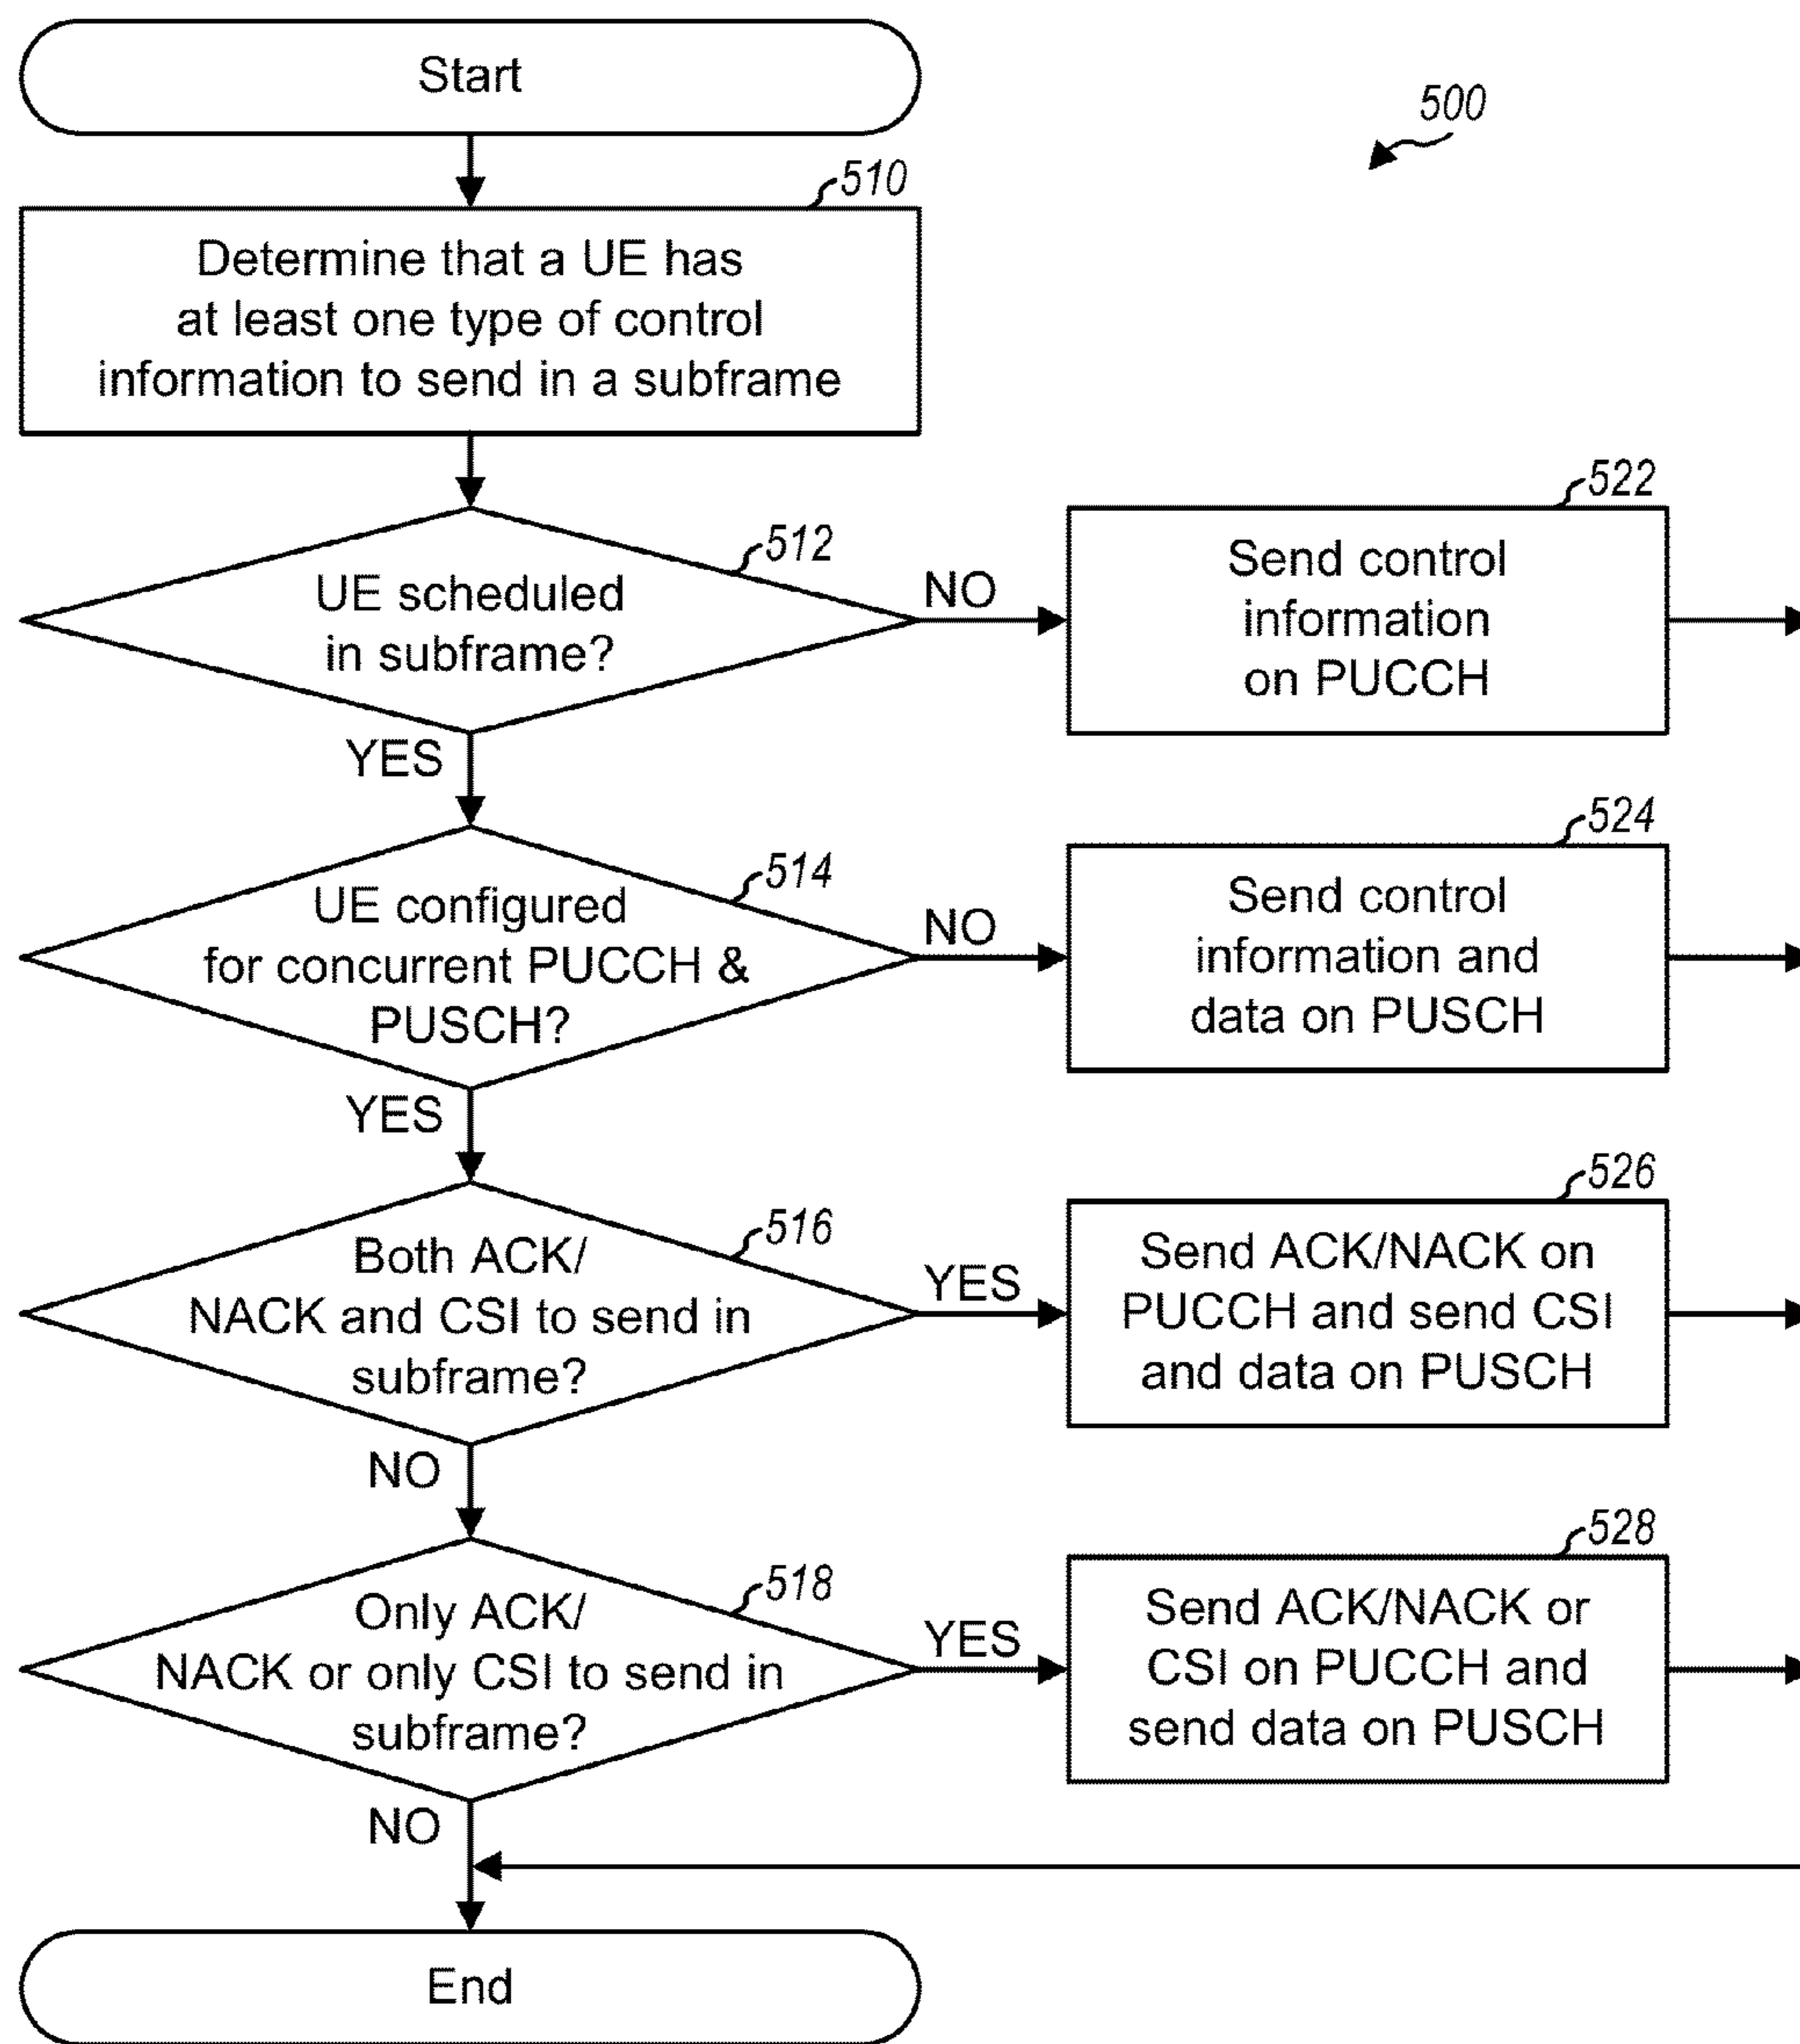 Start
500
510
Determine that a UE has
at least one type of control
information to send in a subframe
512
UE scheduled
in subframe?
NO
522
Send control
information
on PUCCH
YES
514
UE configured
for concurrent PUCCH &
PUSCH?
NO
524
Send control
information and
data on PUSCH
YES
516
Both ACK/
NACK and CSI to send in
subframe?
YES
526
Send ACK/NACK on
PUCCH and send CSI
and data on PUSCH
NO
518
Only ACK/
NACK or only CSI to send in
subframe?
YES
528
Send ACK/NACK or
CSI on PUCCH and
send data on PUSCH
NO
End